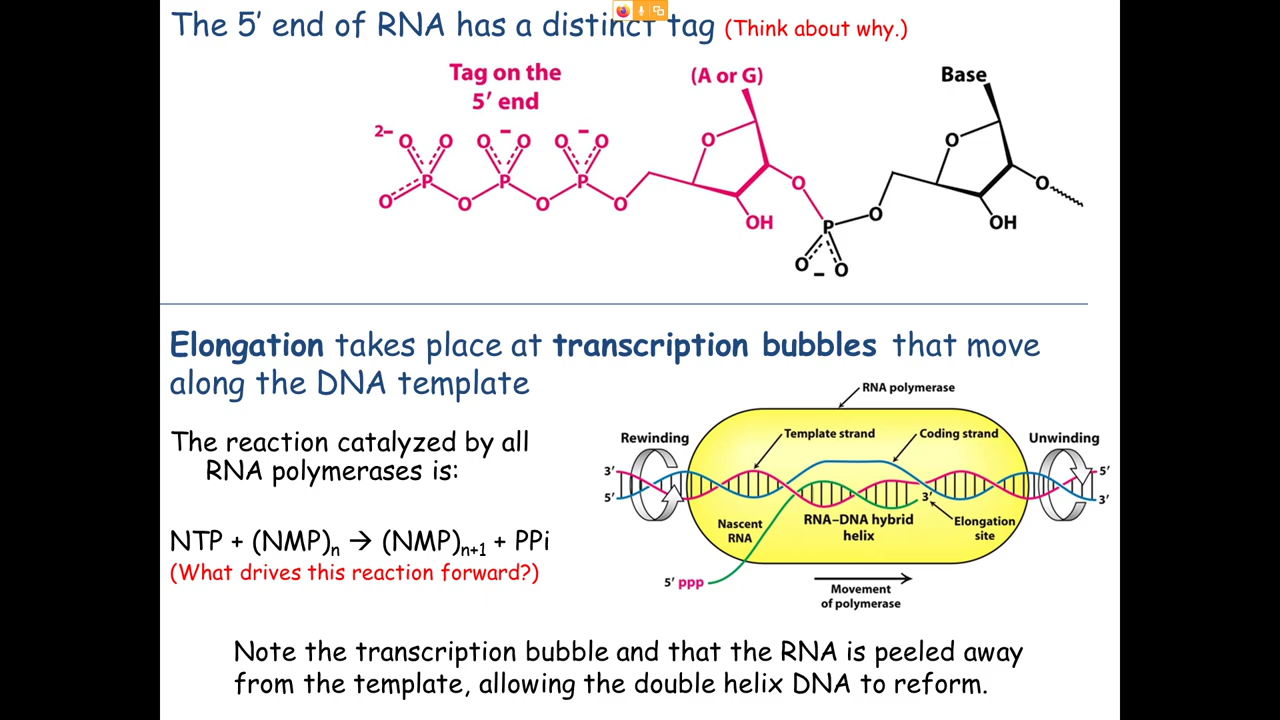 The 5′ end of RNA has a distinct tag (Think about why.)
Tag on the
5′ end
(A or G)
Base
2–
O
O
–
O
O
–
O
O
O
O
P
P
P
O
O
O
O
O
O
OH
OH
P
O
O
O
–
Elongation takes place at transcription bubbles that move
along the DNA template
The reaction catalyzed by all
RNA polymerases is:
NTP + (NMP)n → (NMP)n+1 + PPi
(What drives this reaction forward?)
RNA polymerase
Rewinding
Template strand
Coding strand
Unwinding
3′
5′
5′
3′
3′
Nascent
RNA
RNA–DNA hybrid
helix
Elongation
site
5′ ppp
Movement
of polymerase
Note the transcription bubble and that the RNA is peeled away
from the template, allowing the double helix DNA to reform.